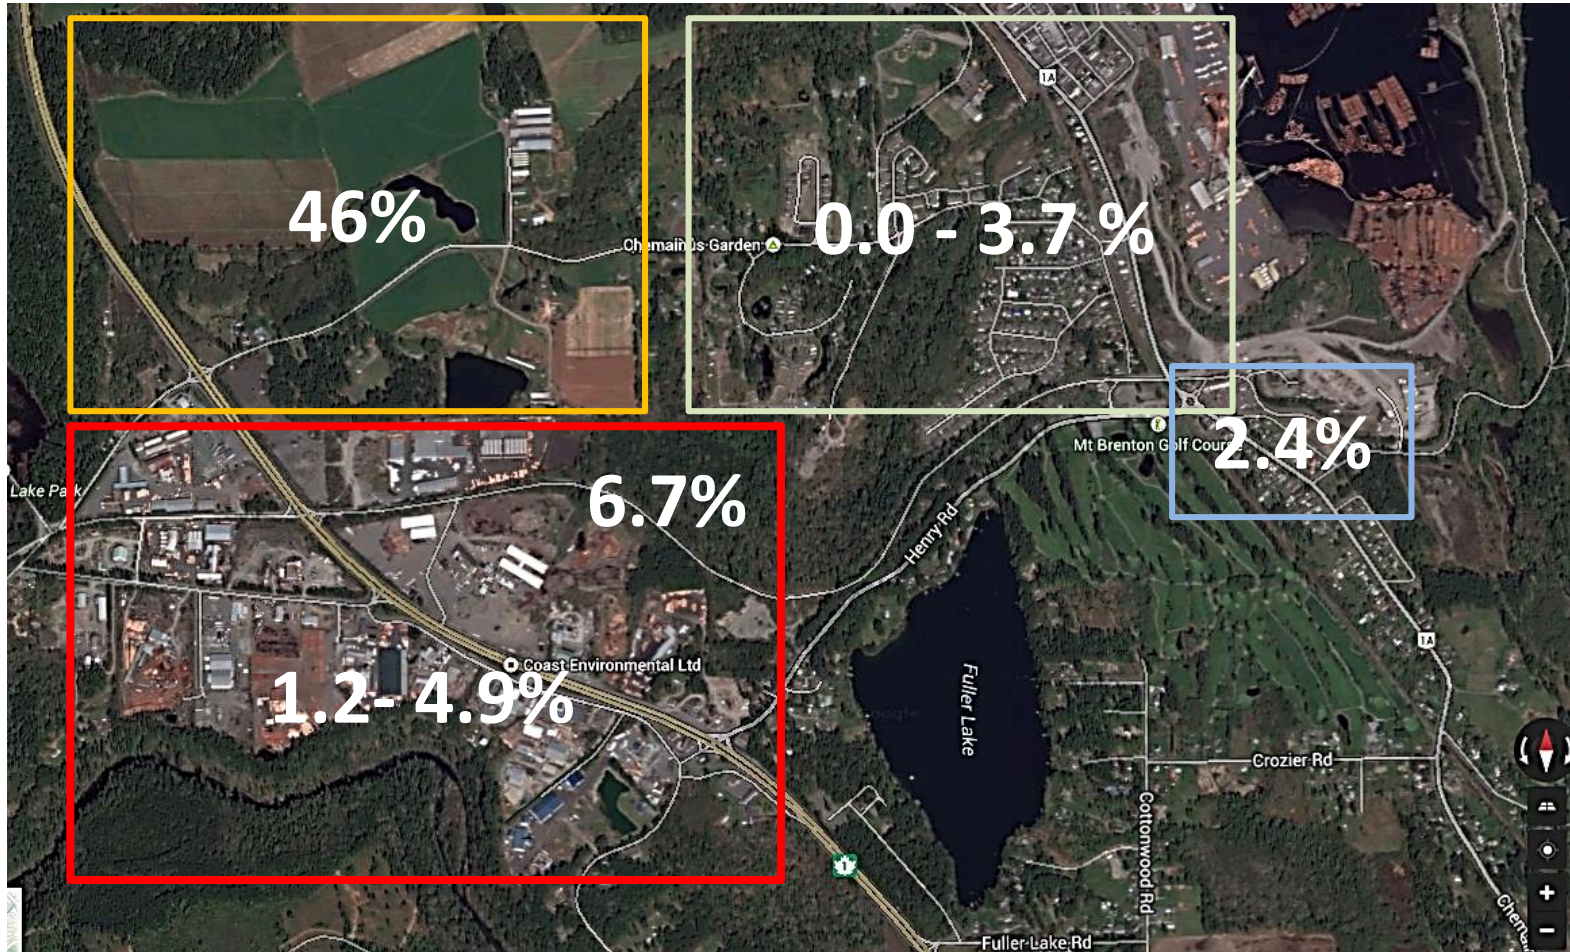 1A
46%
0.0 - 3.7 %
Chemainus Garden
2.4%
Mt Brenton Golf Course
6.7%
Lake Park
Henry Rd
1A
Coast Environmental Ltd
1.2- 4.9%
Fuller Lake
Google
Crozier Rd
Cottonwood Rd
1
Fuller Lake Rd